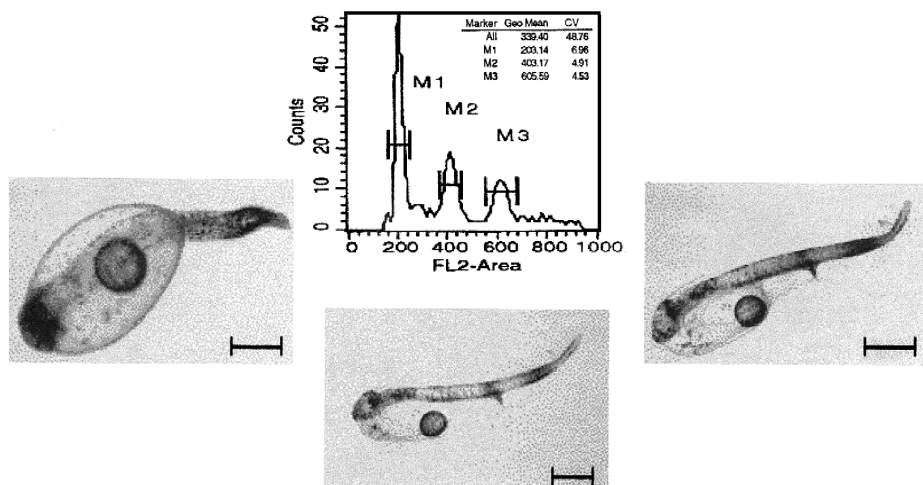 Marker Geo Mean CV
All 339.40 48.76
M1 203.14 6.96
M2 403.17 4.91
M3 605.59 4.53
50
40
30
20
10
0
Counts
M1
M2
M3
0 200 400 600 800 1000
FL2-Area